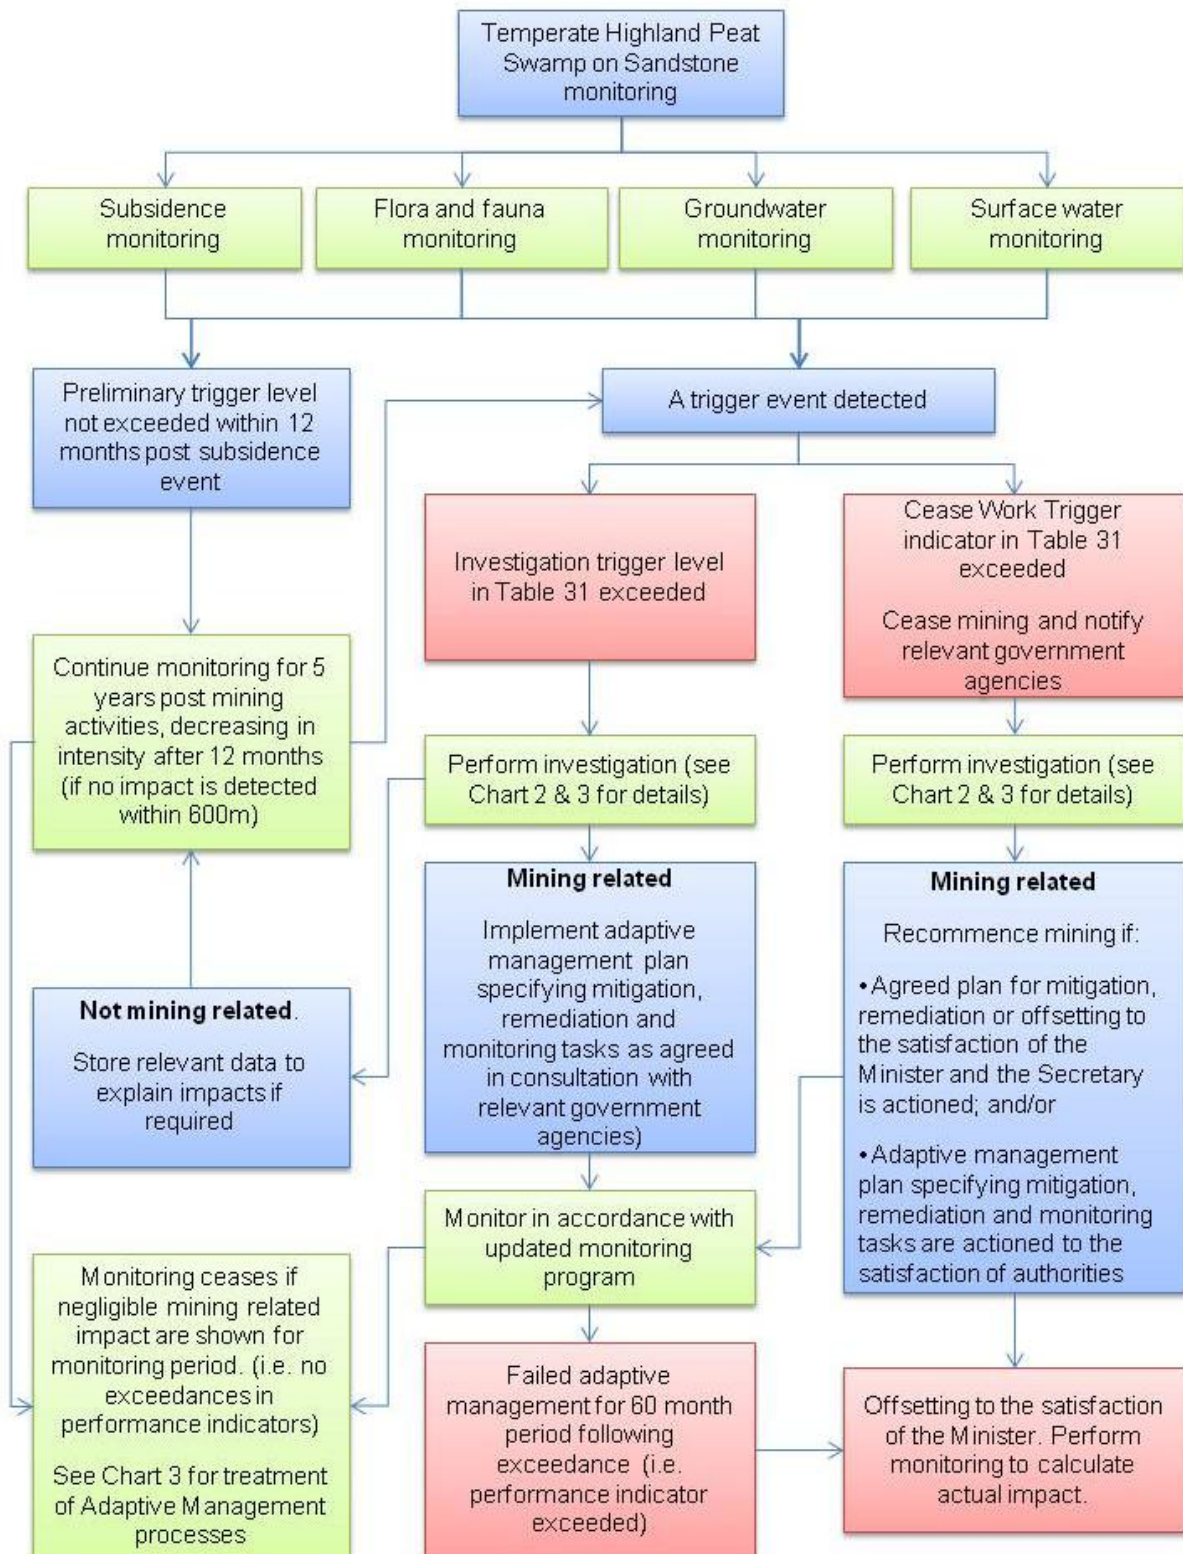 Temperate Highland Peat
Swamp on Sandstone
monitoring
Subsidence
monitoring
Flora and fauna
monitoring
Groundwater
monitoring
Surface water
monitoring
Preliminary trigger level
not exceeded within 12
months post subsidence
event
A trigger event detected
Investigation trigger level
in Table 31 exceeded
Cease Work Trigger
indicator in Table 31
exceeded
Cease mining and notify
relevant government
agencies
Continue monitoring for 5
years post mining
activities, decreasing in
intensity after 12 months
(if no impact is detected
within 600m)
Perform investigation (see
Chart 2 & 3 for details)
Perform investigation (see
Chart 2 & 3 for details)
Not mining related.
Store relevant data to
explain impacts if
required
Mining related
Implement adaptive
management plan
specifying mitigation,
remediation and
monitoring tasks as agreed
in consultation with
relevant government
agencies)
Mining related
Recommence mining if:
•Agreed plan for mitigation,
remediation or offsetting to
the satisfaction of the
Minister and the Secretary
is actioned; and/or
•Adaptive management
plan specifying mitigation,
remediation and monitoring
tasks are actioned to the
satisfaction of authorities
Monitor in accordance with
updated monitoring
program
Monitoring ceases if
negligible mining related
impact are shown for
monitoring period. (i.e. no
exceedances in
performance indicators)
See Chart 3 for treatment
of Adaptive Management
processes
Failed adaptive
management for 60 month
period following
exceedance (i.e.
performance indicator
exceeded)
Offsetting to the satisfaction
of the Minister. Perform
monitoring to calculate
actual impact.